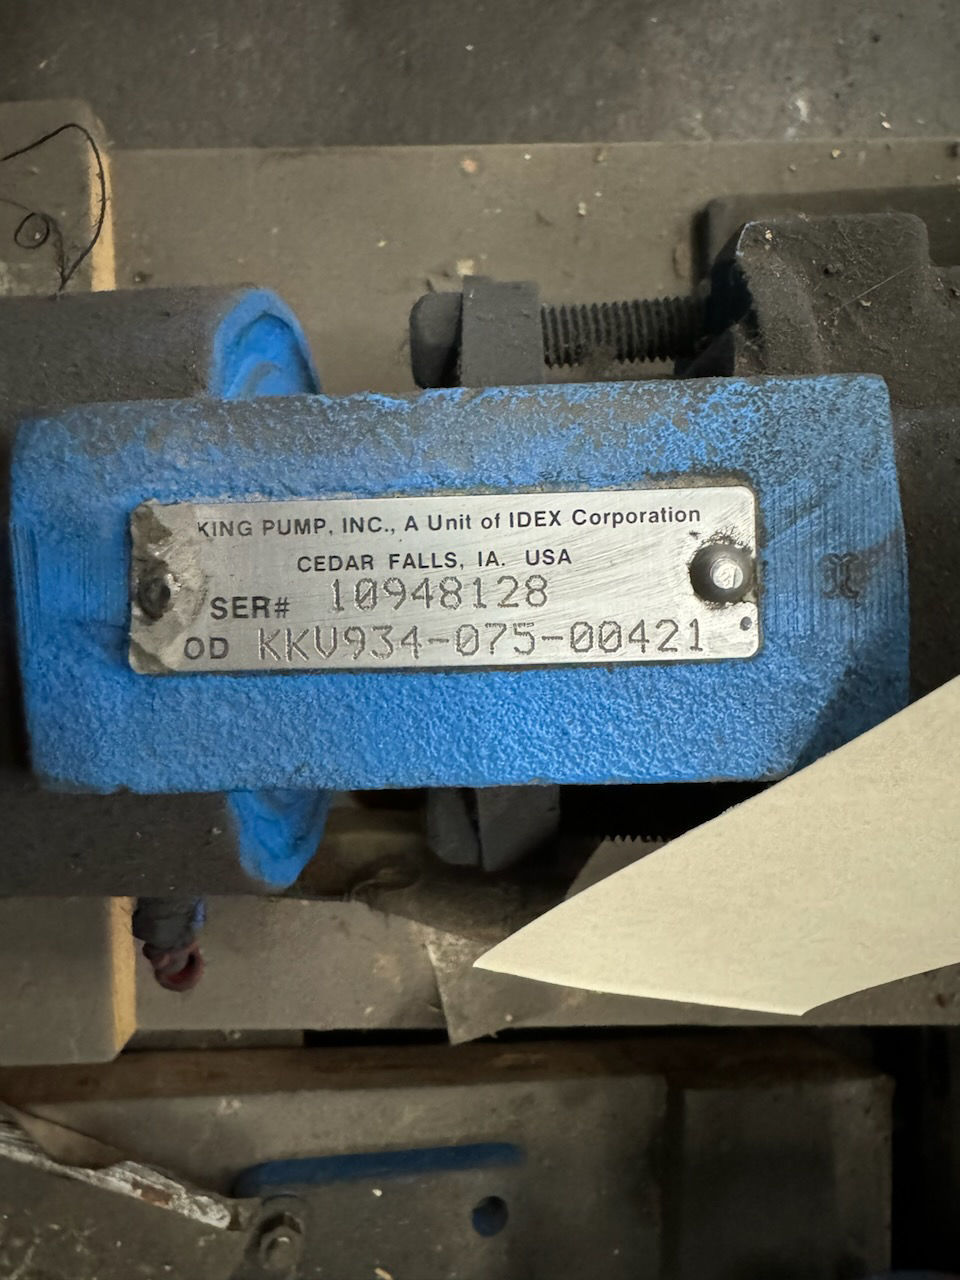 KING PUMP, INC., A Unit of IDEX Corporation
CEDAR FALLS, IA. USA
SER# 10948128
OD KKV934-075-00421